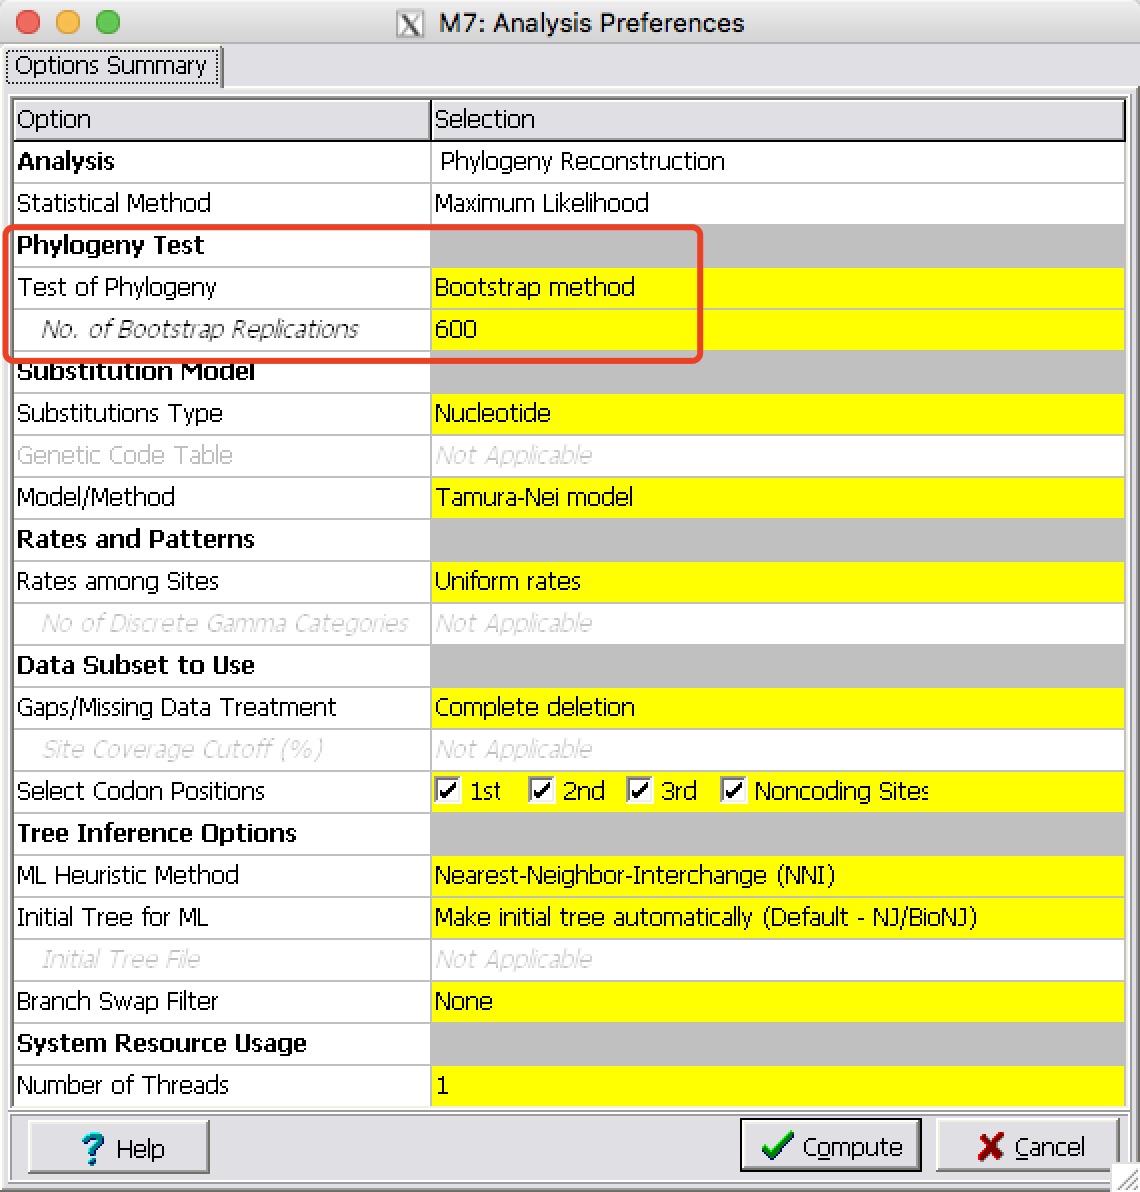 M7: Analysis Preferences
Options Summary
Option Selection
Analysis Phylogeny Reconstruction
Statistical Method Maximum Likelihood
Phylogeny Test
Test of Phylogeny Bootstrap method
No. of Bootstrap Replications 600
Substitution Model
Substitutions Type Nucleotide
Genetic Code Table Not Applicable
Model/Method Tamura-Nei model
Rates and Patterns
Rates among Sites Uniform rates
No of Discrete Gamma Categories Not Applicable
Data Subset to Use
Gaps/Missing Data Treatment Complete deletion
Site Coverage Cutoff (%) Not Applicable
Select Codon Positions 1st 2nd 3rd Noncoding Sites
Tree Inference Options
ML Heuristic Method Nearest-Neighbor-Interchange (NNI)
Initial Tree for ML Make initial tree automatically (Default - NJ/BioNJ)
Initial Tree File Not Applicable
Branch Swap Filter None
System Resource Usage
Number of Threads 1
? Help Compute Cancel